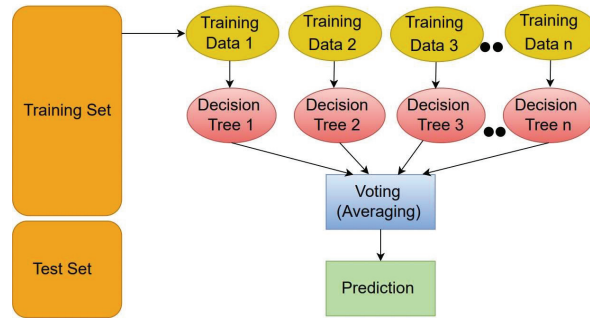 Training Set
Training
Data 1
Training
Data 2
Training
Data 3
Training
Data n
Decision
Tree 1
Decision
Tree 2
Decision
Tree 3
Decision
Tree n
Voting
(Averaging)
Test Set
Prediction